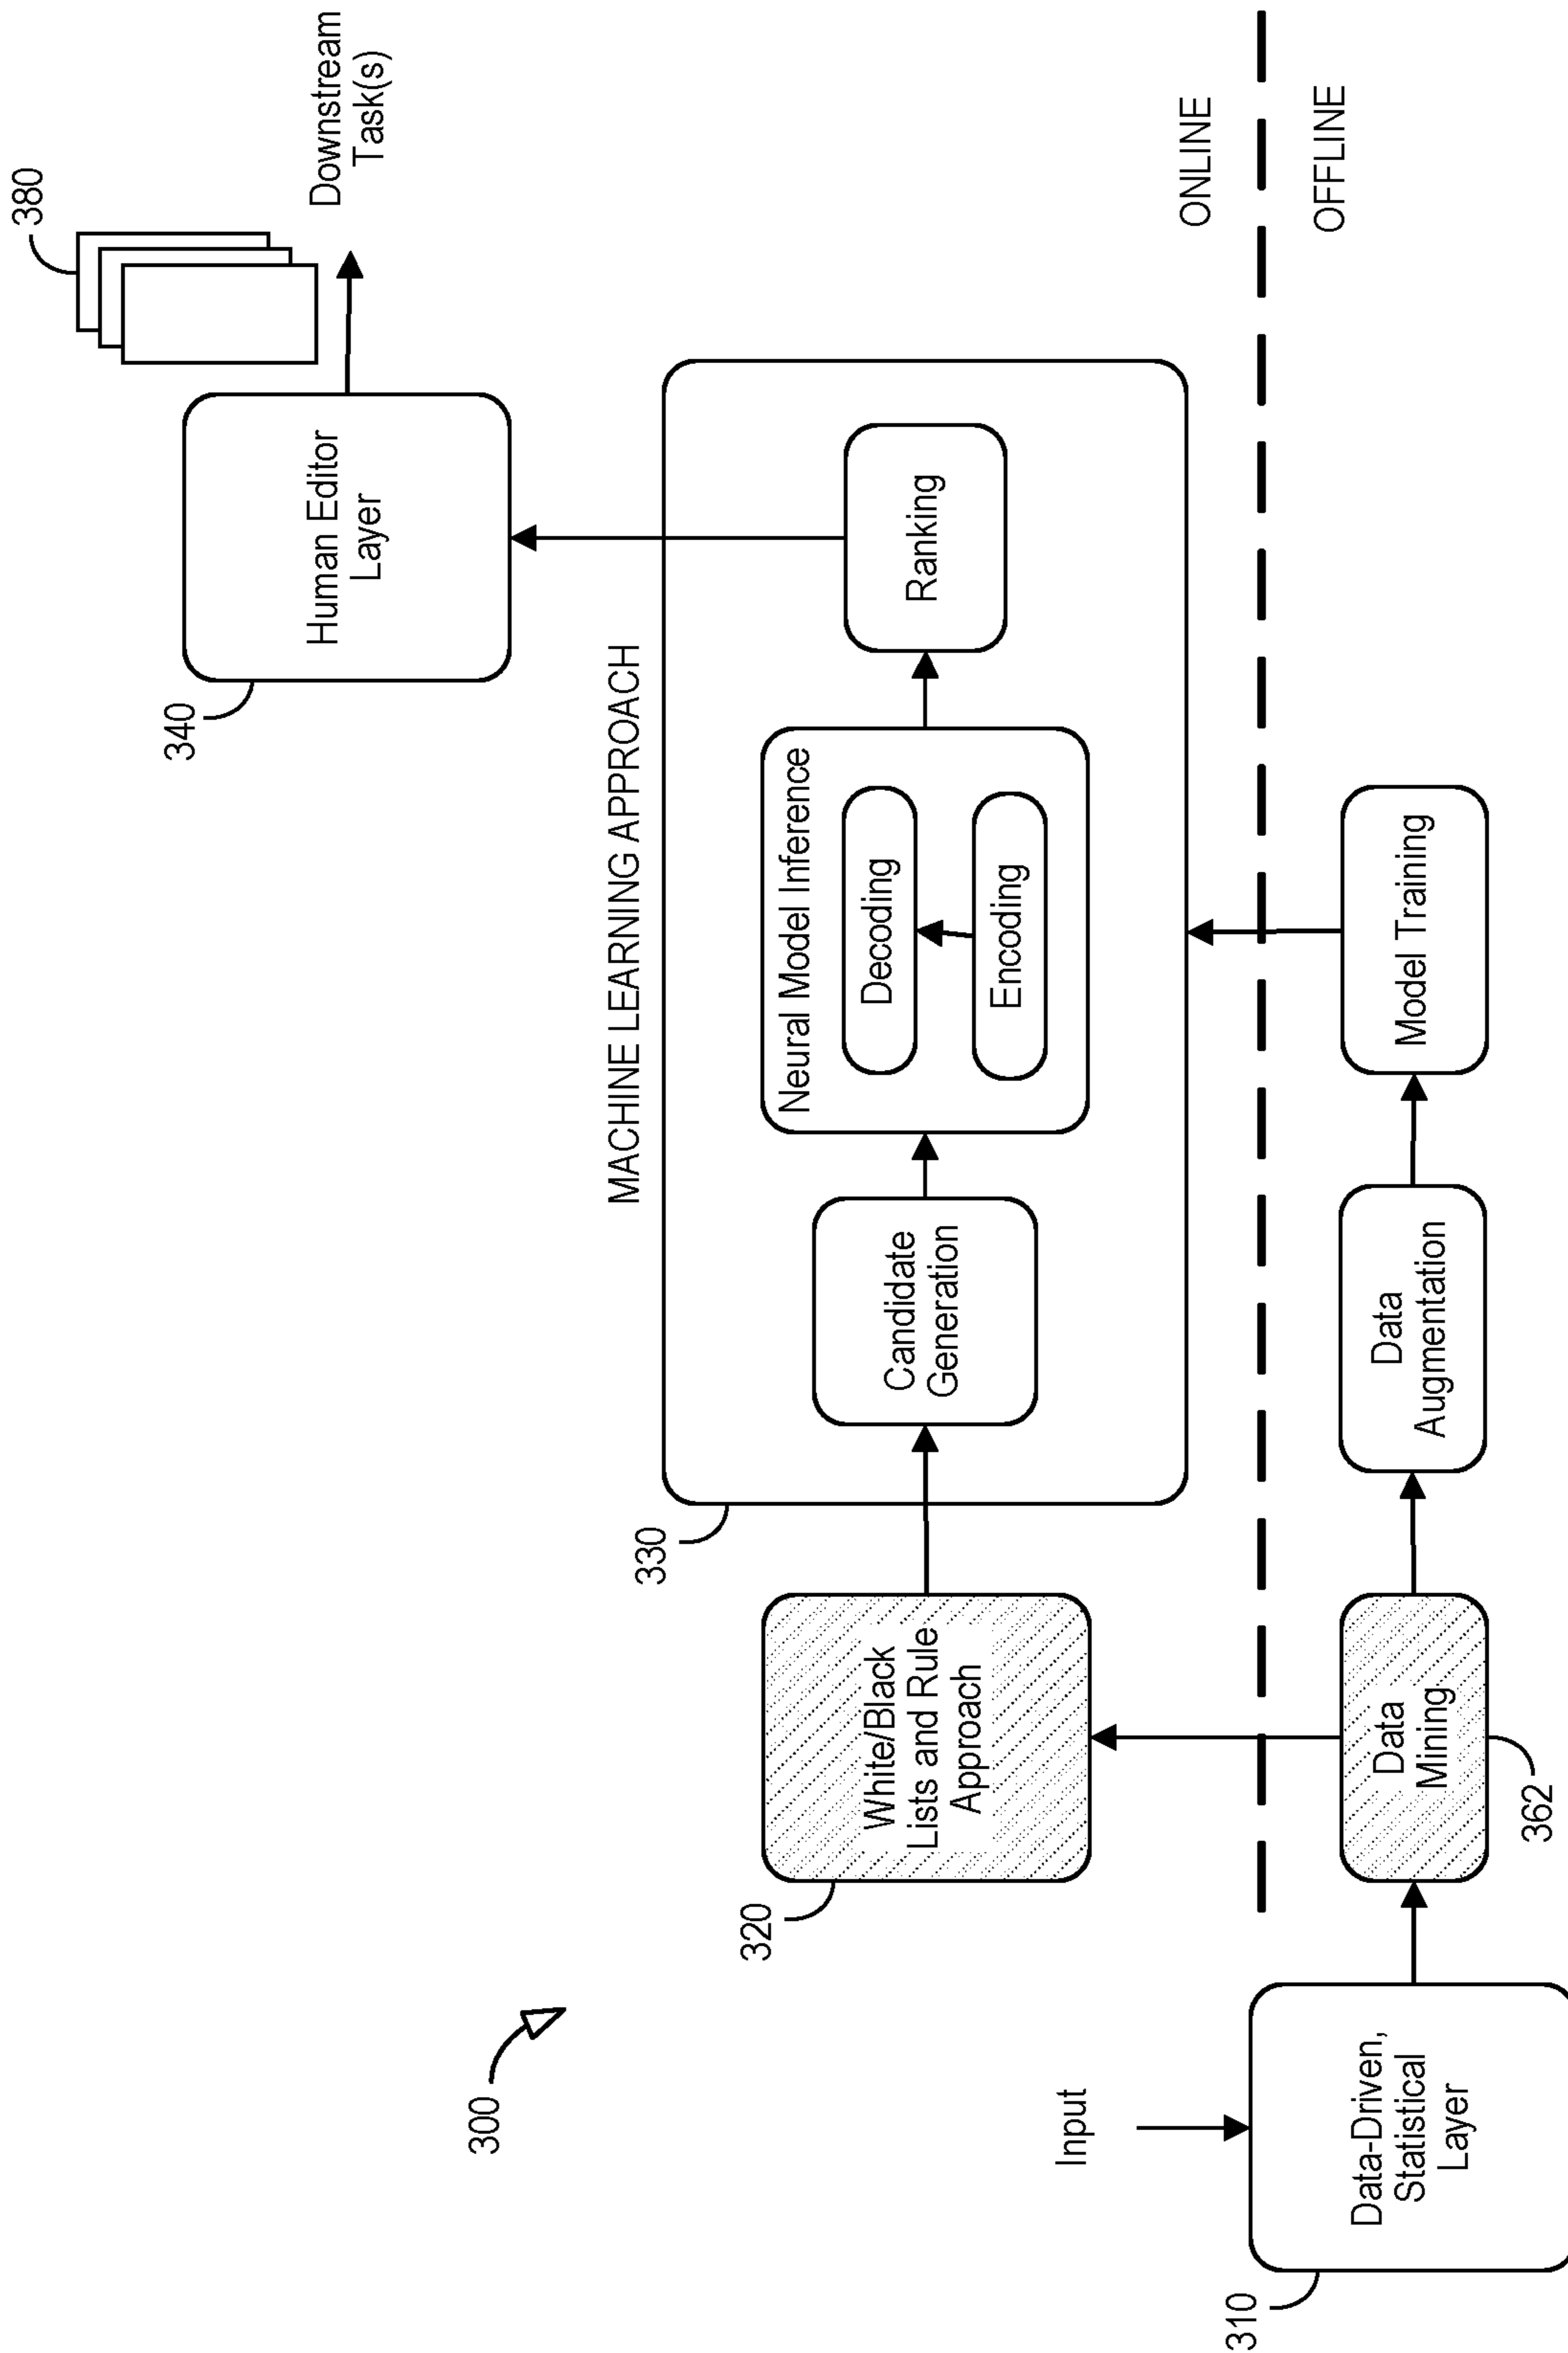 300
Input
310
Data-Driven,
Statistical
Layer
362
Data
Mining
Data
Augmentation
Model Training
320
White/Black
Lists and Rule
Approach
330
MACHINE LEARNING APPROACH
Candidate
Generation
Neural Model Inference
Decoding
Encoding
Ranking
340
Human Editor
Layer
380
Downstream
Task(s)
ONLINE
OFFLINE